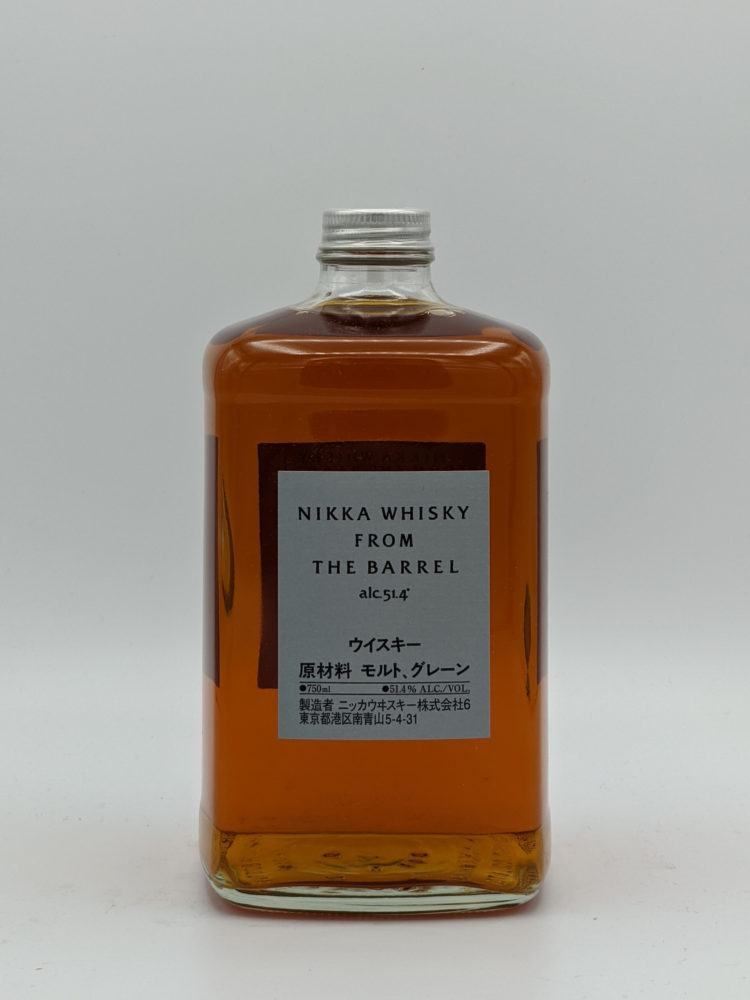 NIKKA WHISKY
FROM
THE BARREL
alc.51.4°
ウイスキー
原材料 モルト、グレーン
●750ml ●51.4% ALC./VOL.
製造者 ニッカウヰスキー株式会社6
東京都港区南青山5-4-31